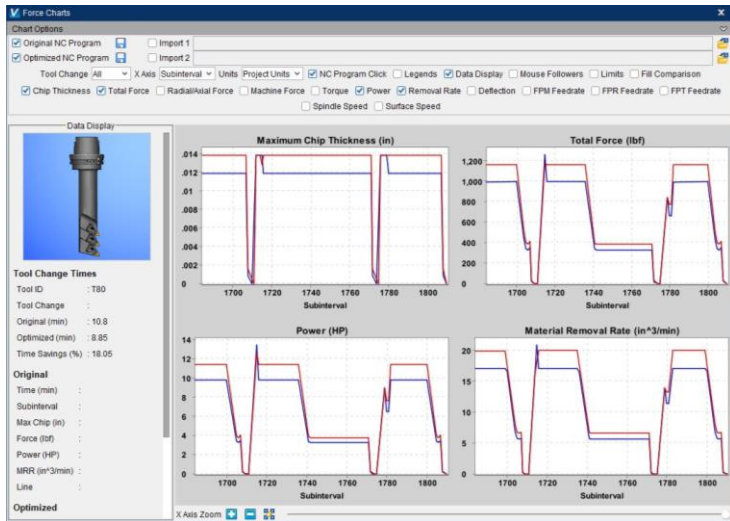 Force Charts
Chart Options
Original NC Program Import 1
Optimized NC Program Import 2
Tool Change All X Axis Subinterval Units Project Units NC Program Click Legends Data Display Mouse Followers Limits Fill Comparison
Chip Thickness Total Force Radial/Axial Force Machine Force Torque Power Removal Rate Deflection FPM Feedrate FPR Feedrate FPT Feedrate
Spindle Speed Surface Speed
Data Display
Tool Change Times
Tool ID : T80
Tool Change :
Original (min) : 10.8
Optimized (min) : 8.85
Time Savings (%) : 18.05
Original
Time (min) :
Subinterval :
Max Chip (in) :
Force (lbf) :
Power (HP) :
MRR (in^3/min) :
Line :
Optimized
Maximum Chip Thickness (in)
.014
.012
.01
.008
.006
.004
.002
0
1700 1720 1740 1760 1780 1800
Subinterval
Total Force (lbf)
1,200
1,000
800
600
400
200
0
1700 1720 1740 1760 1780 1800
Subinterval
Power (HP)
14
12
10
8
6
4
2
0
1700 1720 1740 1760 1780 1800
Subinterval
Material Removal Rate (in^3/min)
20
15
10
5
0
1700 1720 1740 1760 1780 1800
Subinterval
X Axis Zoom